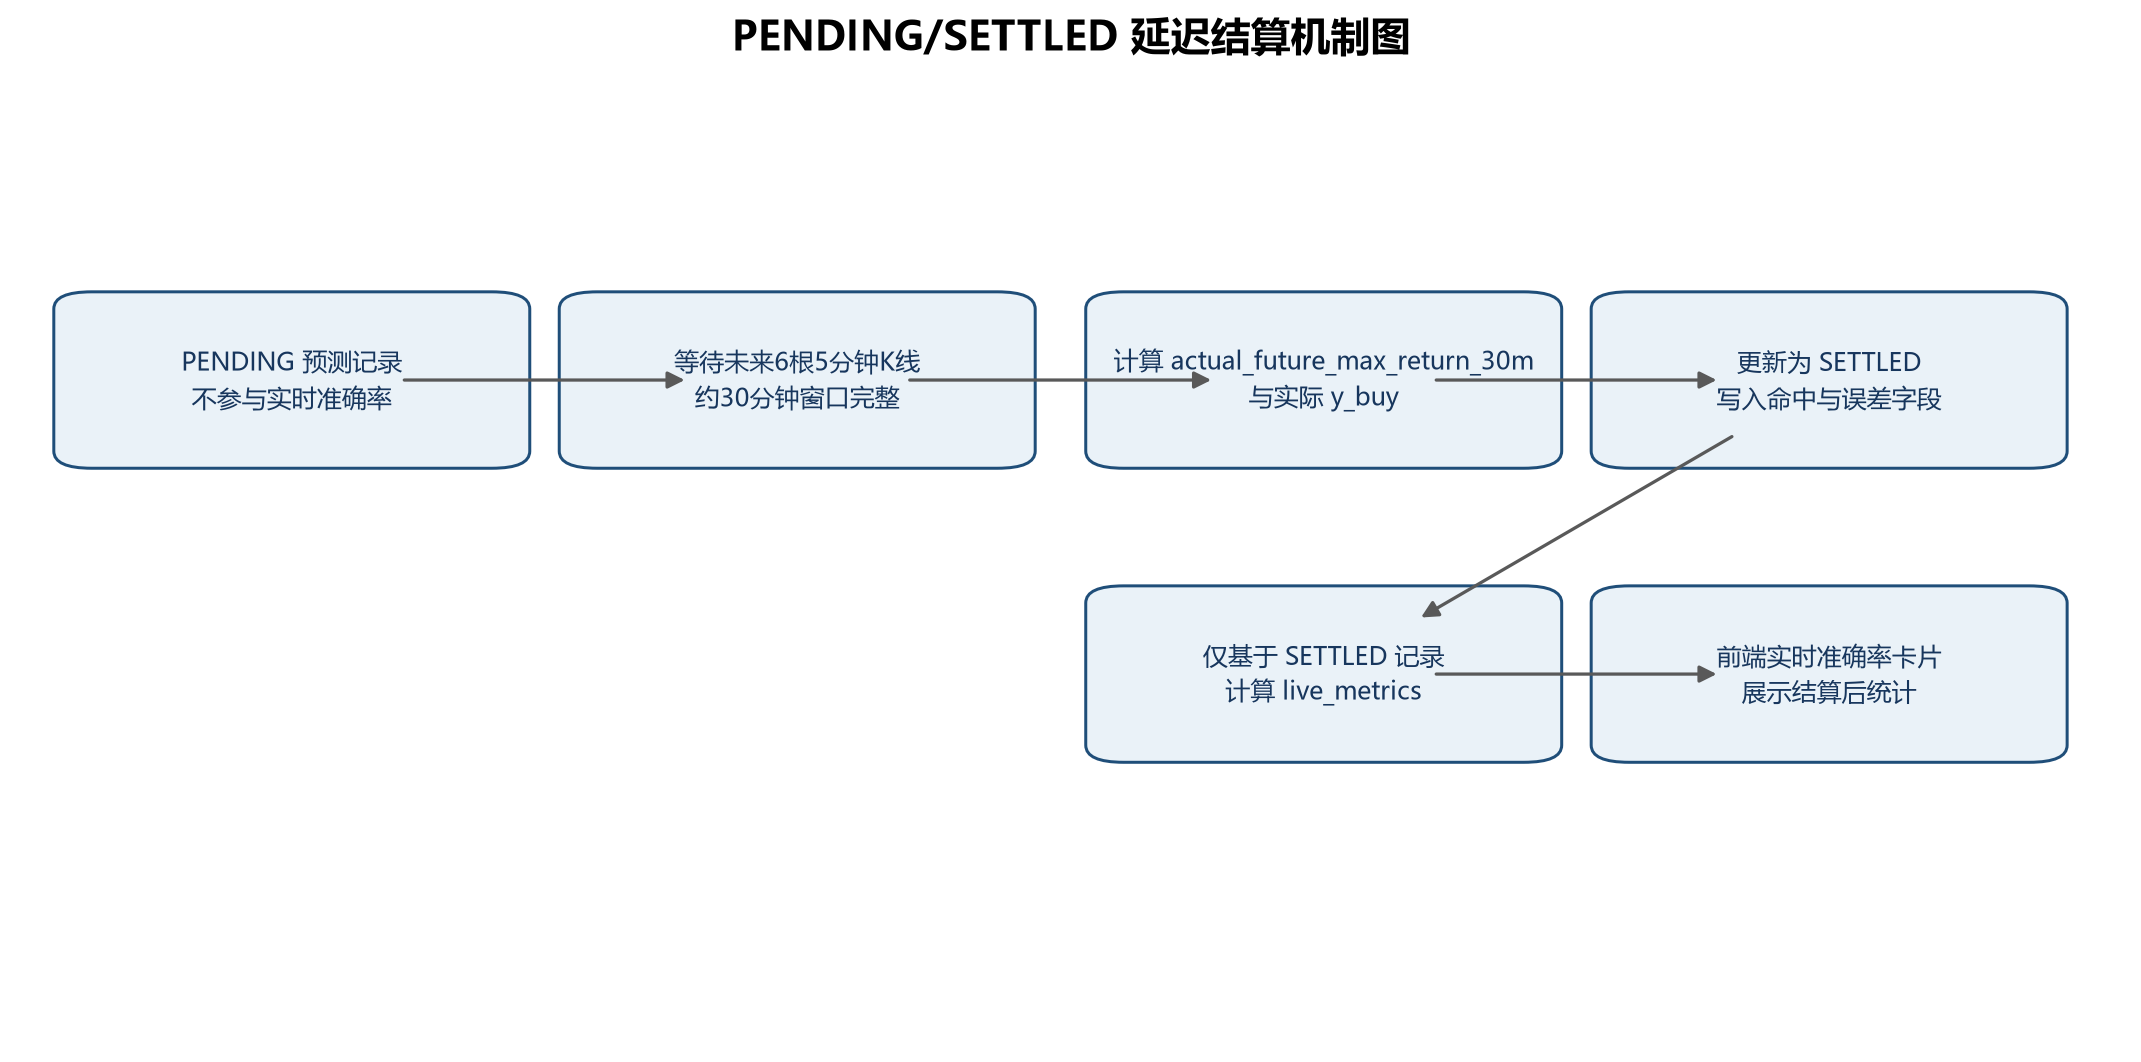 PENDING/SETTLED 延迟结算机制图
PENDING 预测记录
不参与实时准确率
等待未来6根5分钟K线
约30分钟窗口完整
计算 actual_future_max_return_30m
与实际 y_buy
更新为 SETTLED
写入命中与误差字段
仅基于 SETTLED 记录
计算 live_metrics
前端实时准确率卡片
展示结算后统计